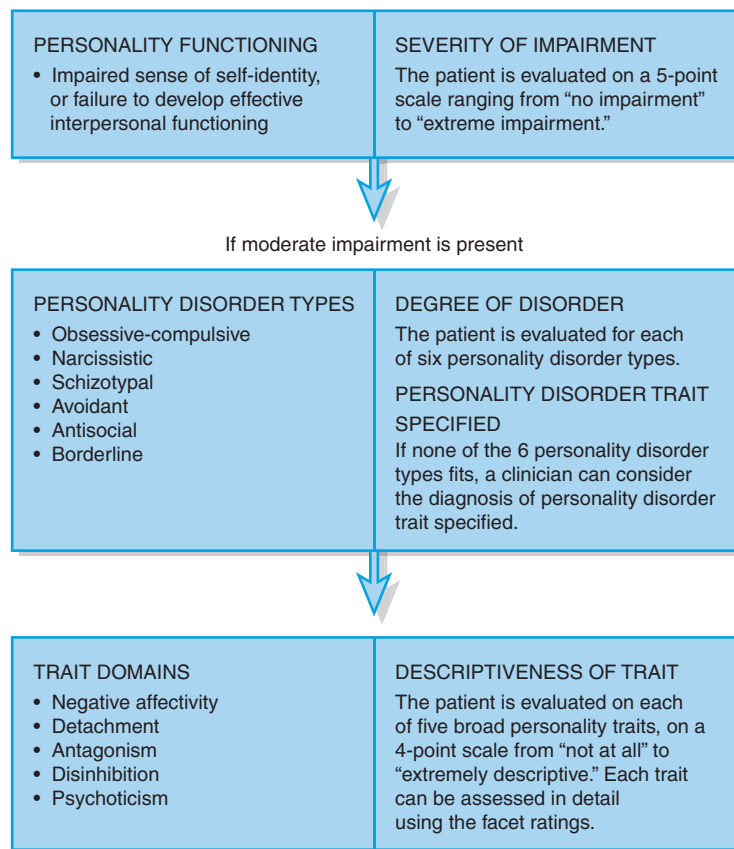 PERSONALITY FUNCTIONING
• Impaired sense of self-identity,
or failure to develop effective
interpersonal functioning
SEVERITY OF IMPAIRMENT
The patient is evaluated on a 5-point
scale ranging from “no impairment”
to “extreme impairment.”
If moderate impairment is present
PERSONALITY DISORDER TYPES
• Obsessive-compulsive
• Narcissistic
• Schizotypal
• Avoidant
• Antisocial
• Borderline
DEGREE OF DISORDER
The patient is evaluated for each
of six personality disorder types.
PERSONALITY DISORDER TRAIT
SPECIFIED
If none of the 6 personality disorder
types fits, a clinician can consider
the diagnosis of personality disorder
trait specified.
TRAIT DOMAINS
• Negative affectivity
• Detachment
• Antagonism
• Disinhibition
• Psychoticism
DESCRIPTIVENESS OF TRAIT
The patient is evaluated on each
of five broad personality traits, on a
4-point scale from “not at all” to
“extremely descriptive.” Each trait
can be assessed in detail
using the facet ratings.